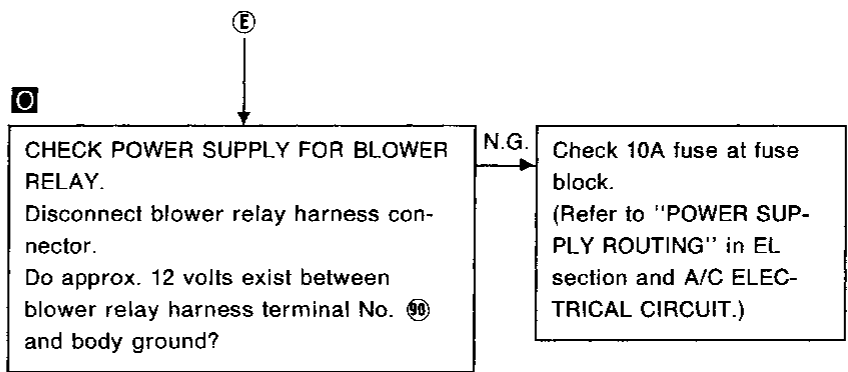 Ⓔ
O
CHECK POWER SUPPLY FOR BLOWER
RELAY.
Disconnect blower relay harness con-
nector.
Do approx. 12 volts exist between
blower relay harness terminal No. 90
and body ground?
N.G.
Check 10A fuse at fuse
block.
(Refer to "POWER SUP-
PLY ROUTING" in EL
section and A/C ELEC-
TRICAL CIRCUIT.)